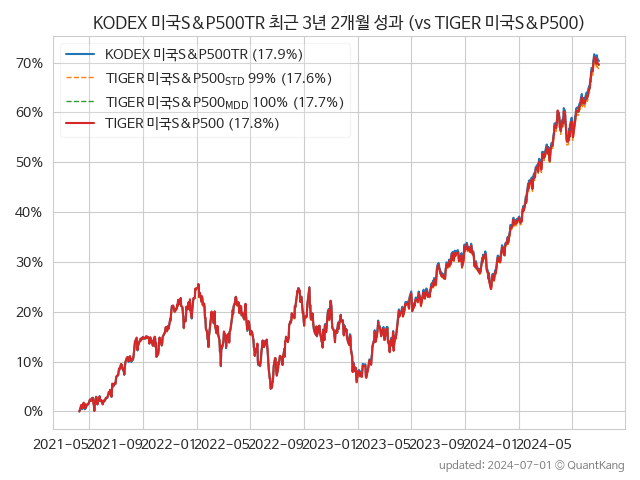 KODEX 미국S&P500TR 최근 3년 2개월 성과 (vs TIGER 미국S&P500)
KODEX 미국S&P500TR (17.9%)
TIGER 미국S&P500STD 99% (17.6%)
TIGER 미국S&P500MDD 100% (17.7%)
TIGER 미국S&P500 (17.8%)
70%
60%
50%
40%
30%
20%
10%
0%
2021-05 2021-09 2022-01 2022-05 2022-09 2023-01 2023-05 2023-09 2024-01 2024-05
updated: 2024-07-01 © QuantKang